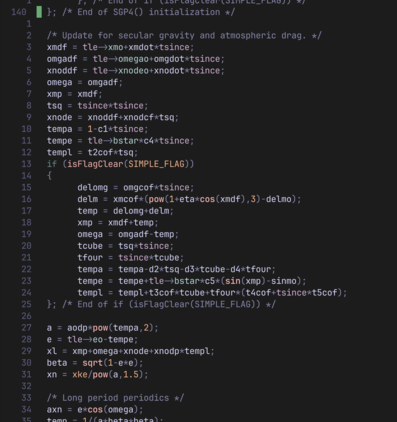 }; /* End of if (isFlagClear(SIMPLE_FLAG)) */
140 }; /* End of SGP4() initialization */
1
2 /* Update for secular gravity and atmospheric drag. */
3 xmdf = tle->xmo+xmdot*tsince;
4 omgadf = tle->omegao+omgdot*tsince;
5 xnoddf = tle->xnodeo+xnodot*tsince;
6 omega = omgadf;
7 xmp = xmdf;
8 tsq = tsince*tsince;
9 xnode = xnoddf+xnodcf*tsq;
10 tempa = 1-c1*tsince;
11 tempe = tle->bstar*c4*tsince;
12 templ = t2cof*tsq;
13 if (isFlagClear(SIMPLE_FLAG))
14 {
15 delomg = omgcof*tsince;
16 delm = xmcof*(pow(1+eta*cos(xmdf),3)-delmo);
17 temp = delomg+delm;
18 xmp = xmdf+temp;
19 omega = omgadf-temp;
20 tcube = tsq*tsince;
21 tfour = tsince*tcube;
22 tempa = tempa-d2*tsq-d3*tcube-d4*tfour;
23 tempe = tempe+tle->bstar*c5*(sin(xmp)-sinmo);
24 templ = templ+t3cof*tcube+tfour*(t4cof+tsince*t5cof);
25 }; /* End of if (isFlagClear(SIMPLE_FLAG)) */
26
27 a = aodp*pow(tempa,2);
28 e = tle->eo-tempe;
29 xl = xmp+omega+xnode+xnodp*templ;
30 beta = sqrt(1-e*e);
31 xn = xke/pow(a,1.5);
32
33 /* Long period periodics */
34 axn = e*cos(omega);
35 temp = 1/(a*beta*beta);